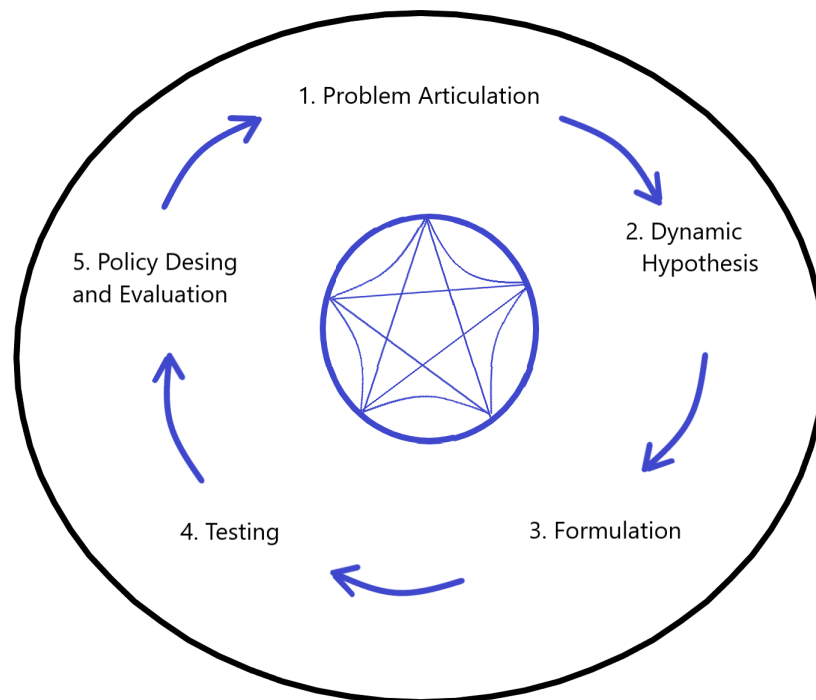 1. Problem Articulation
2. Dynamic
Hypothesis
3. Formulation
4. Testing
5. Policy Desing
and Evaluation